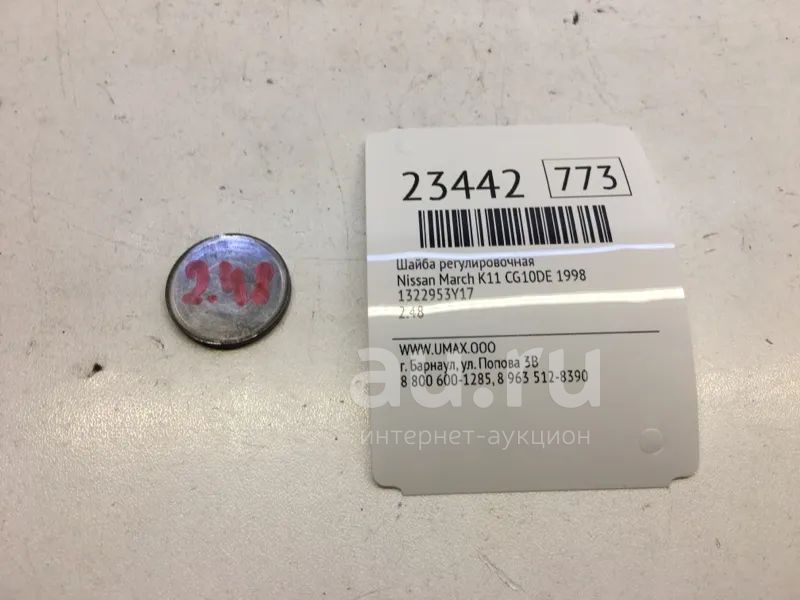 2.48
23442 773
Шайба регулировочная
Nissan March K11 CG10DE 1998
1322953Y17
2.48
WWW.UMAX.OOO
г. Барнаул, ул. Попова 3В
8 800 600-1285, 8 963 512-8390
au.ru
интернет-аукцион